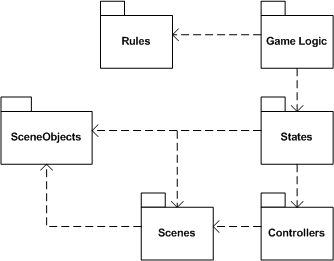 Rules
Game Logic
SceneObjects
States
Scenes
Controllers